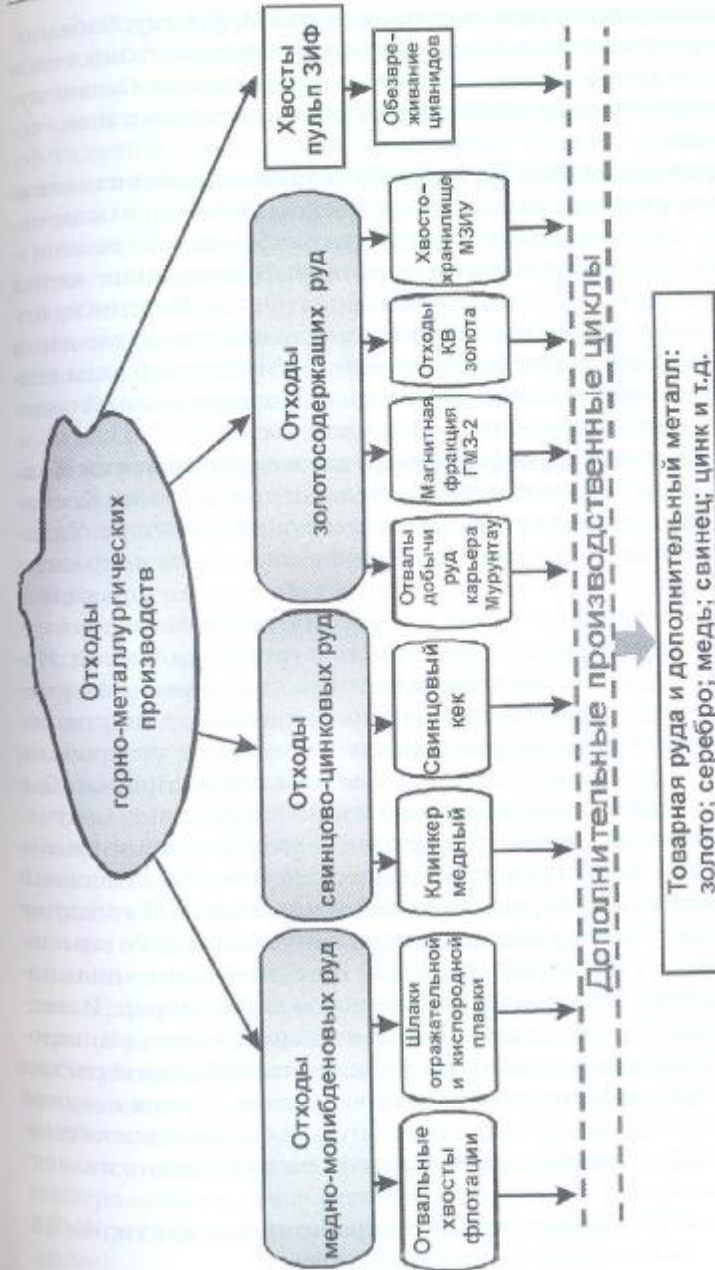 Отходы
горно-металлургических
производств
Отходы
медно-молибденовых руд
Отходы
свинцово-цинковых руд
Отходы
золотосодержащих руд
Хвосты
пульп ЗИФ
Отвальные
хвосты
флотации
Шлаки
отражательной
и кислородной
плавки
Клинкер
медный
Свинцовый
кек
Отвалы
добычи
руд
карьера
Мурунтау
Магнитная
фракция
ГМЗ-2
Отходы
КВ
золота
Хвосто-
хранилище
МЗИУ
Обезвре-
живание
цианидов
Дополнительные производственные циклы
Товарная руда и дополнительный металл:
золото; серебро; медь; свинец; цинк и т.д.